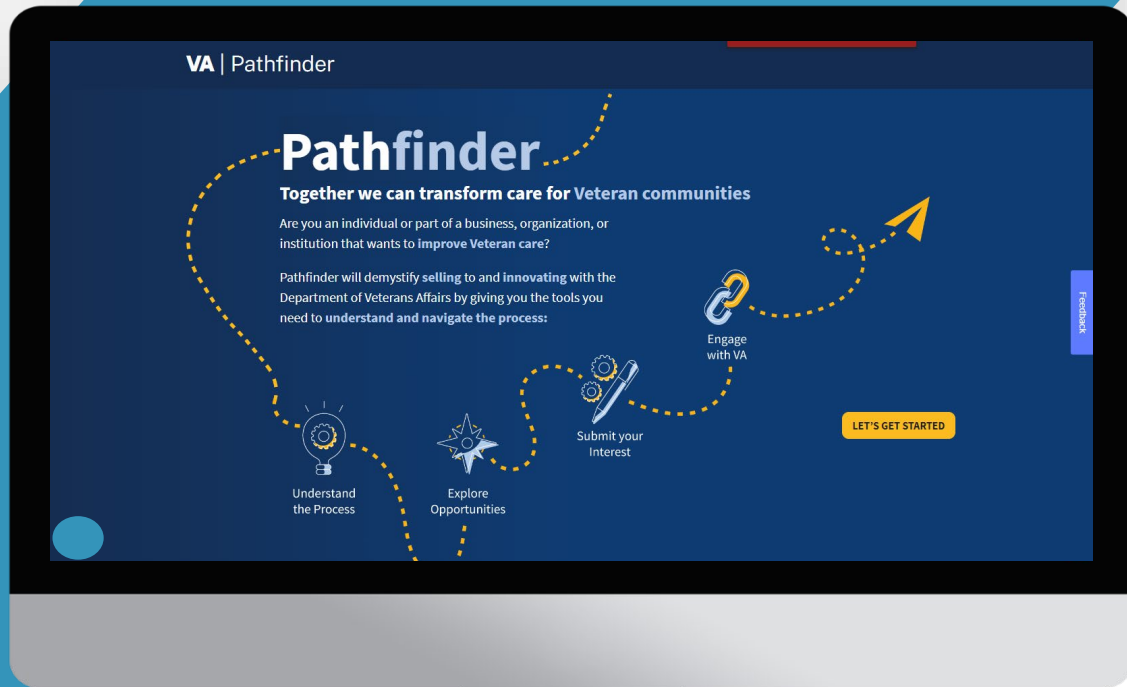 VA | Pathfinder
Pathfinder
Together we can transform care for Veteran communities
Are you an individual or part of a business, organization, or
institution that wants to improve Veteran care?
Pathfinder will demystify selling to and innovating with the
Department of Veterans Affairs by giving you the tools you
need to understand and navigate the process:
Understand
the Process
Explore
Opportunities
Submit your
Interest
Engage
with VA
LET'S GET STARTED
Feedback